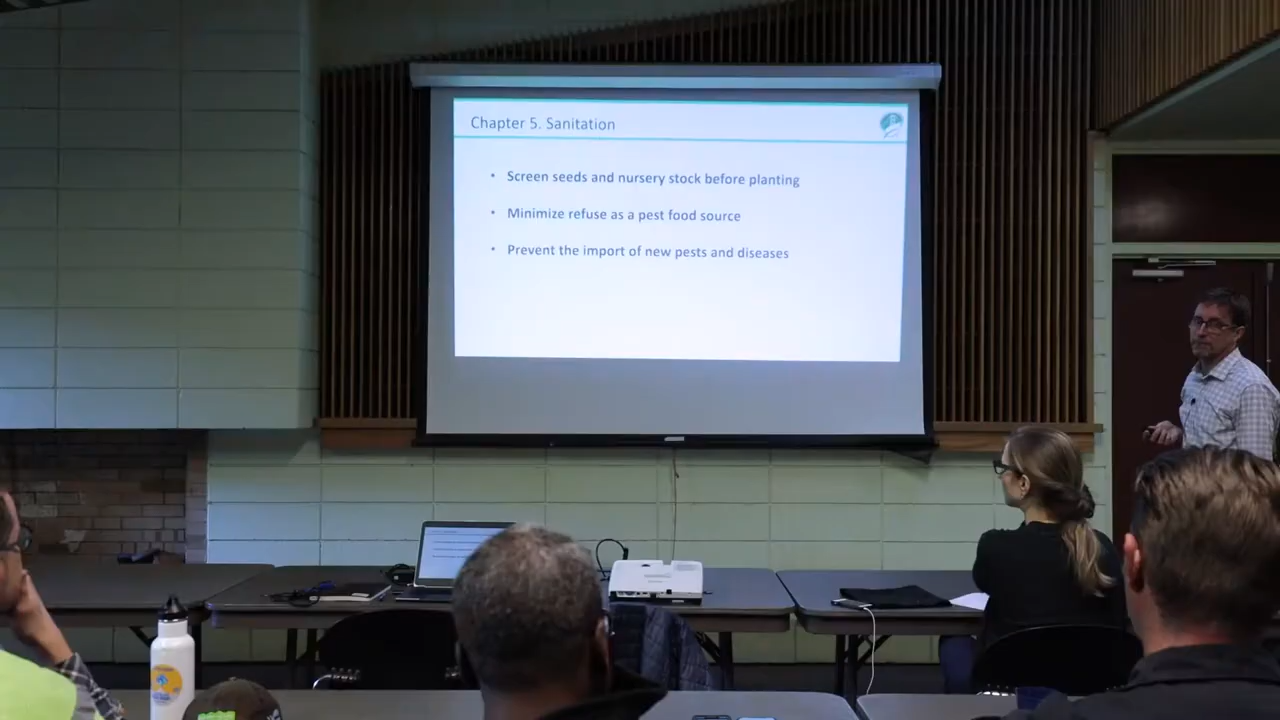 Chapter 5. Sanitation
• Screen seeds and nursery stock before planting
• Minimize refuse as a pest food source
• Prevent the import of new pests and diseases